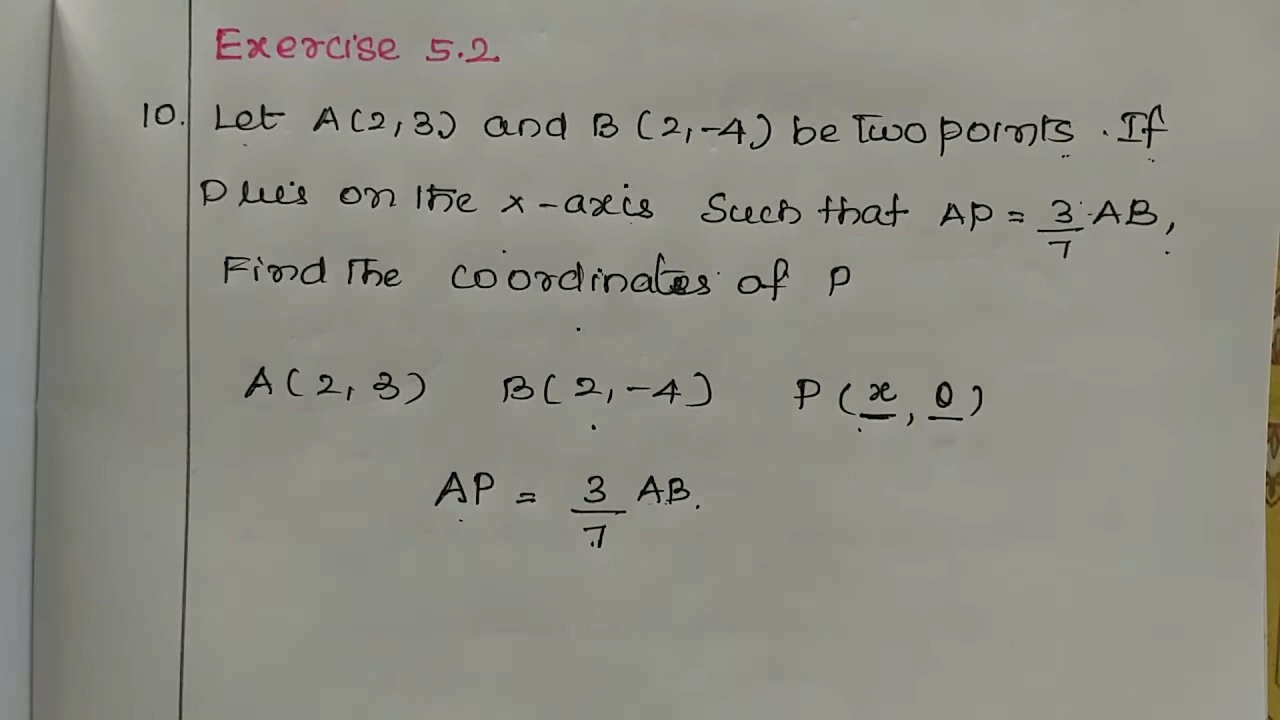 Exercise 5.2.
10. Let A(2,3) and B(2,-4) be Two points. If
P lies on the x-axis Such that AP = 3/7 AB,
Find The coordinates of P
A(2,3) B(2,-4) P(x,0)
AP = 3/7 AB.